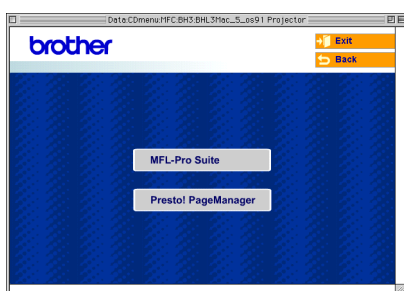 Data:CDmenu:MFC:BH3:BHL3Mac_5_os91 Projector
brother
Exit
Back
MFL-Pro Suite
Presto! PageManager